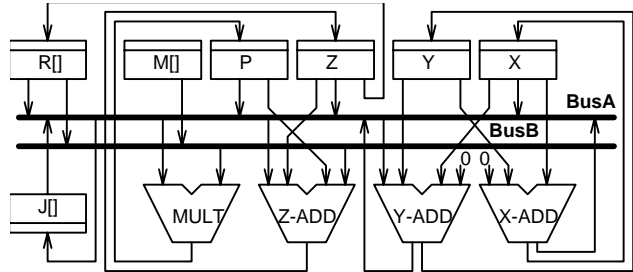 R[] M[] P Z Y X
BusA
BusB
0 0
J[] MULT Z-ADD Y-ADD X-ADD